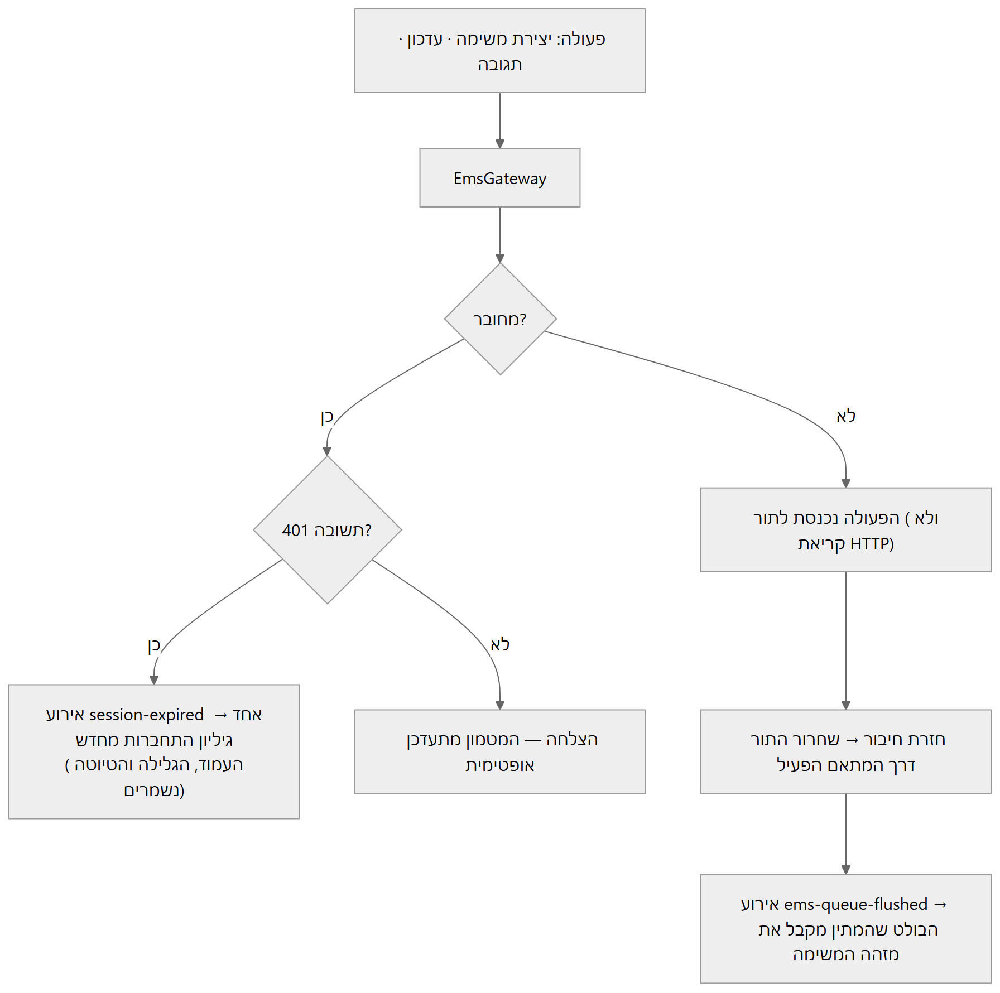 פעולה: יצירת משימה · עדכון ·
תגובה
EmsGateway
מחובר?
כן
לא
תשובה 401?
הפעולה נכנסת לתור (ולא
קריאת HTTP)
כן
לא
אירוע session-expired אחד →
גיליון התחברות מחדש
(העמוד, הגלילה והטיוטה
נשמרים)
הצלחה — המטמון מתעדכן
אופטימית
חזרת חיבור → שחרור התור
דרך המתאם הפעיל
אירוע ems-queue-flushed →
הבולט שהמתין מקבל את
מזהה המשימה